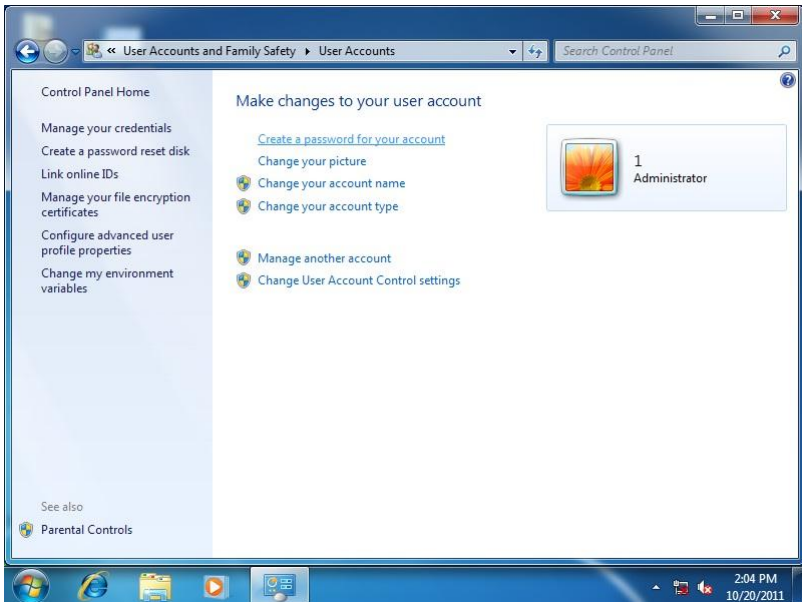 « User Accounts and Family Safety ▸ User Accounts
Search Control Panel
Control Panel Home
Manage your credentials
Create a password reset disk
Link online IDs
Manage your file encryption
certificates
Configure advanced user
profile properties
Change my environment
variables
See also
Parental Controls
Make changes to your user account
Create a password for your account
Change your picture
Change your account name
Change your account type
Manage another account
Change User Account Control settings
1
Administrator
2:04 PM
10/20/2011